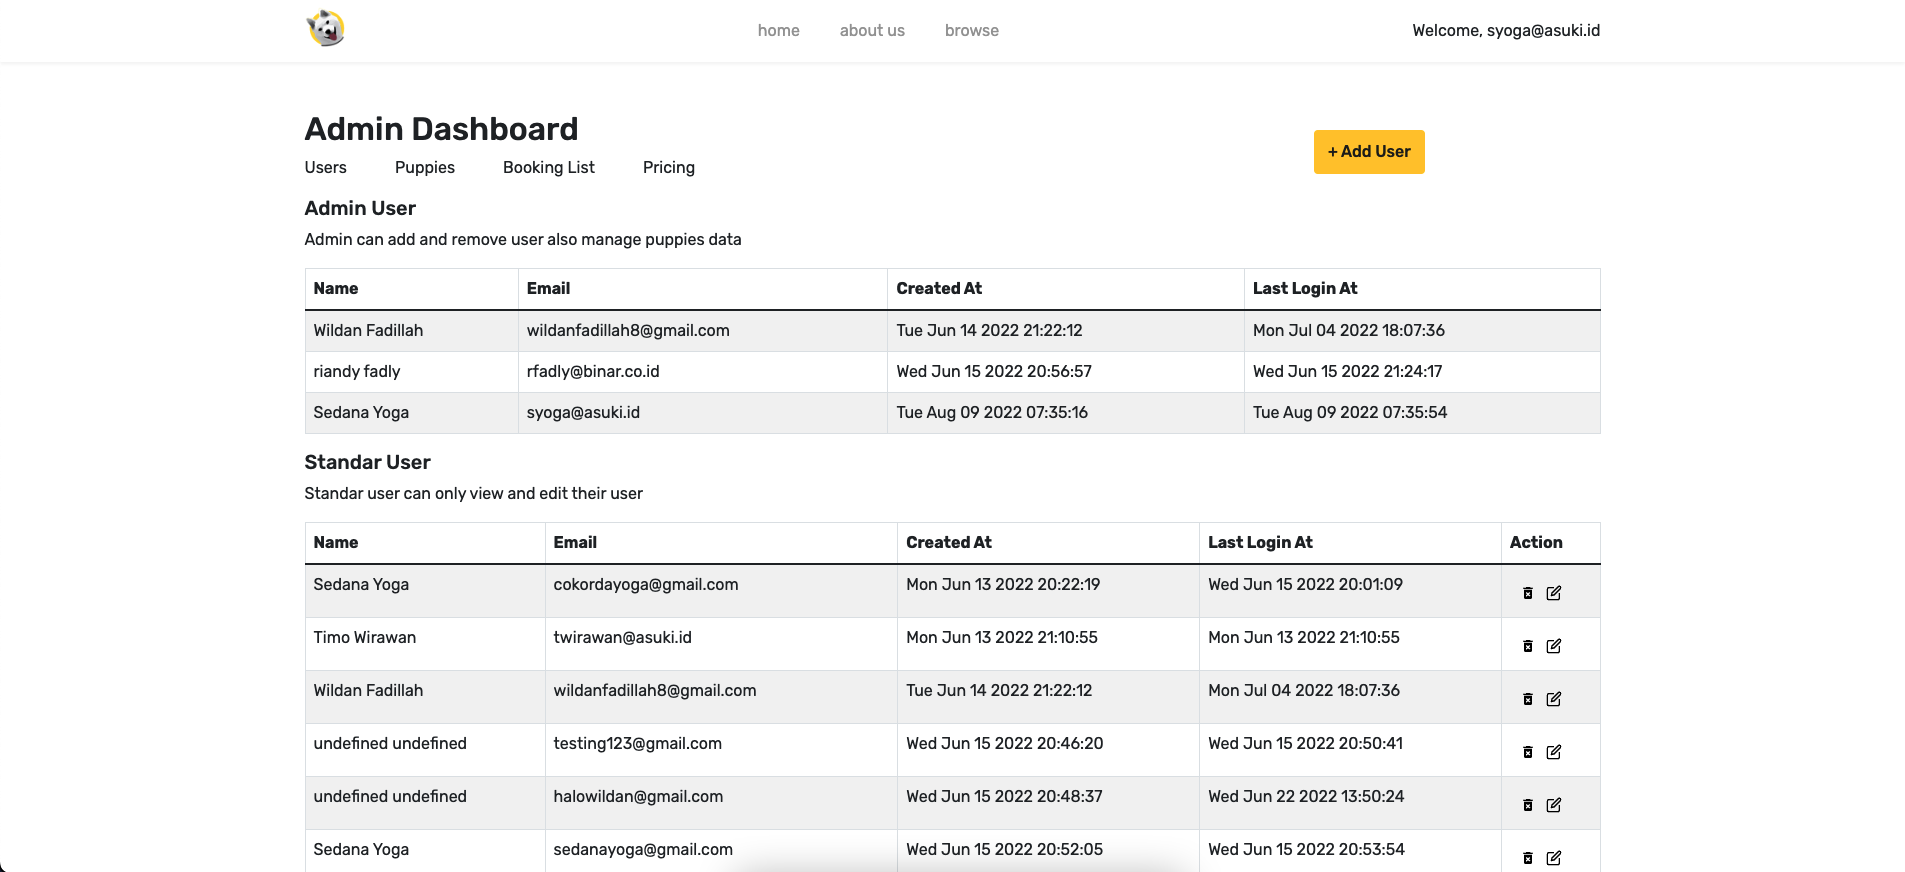 home about us browse Welcome, syoga@asuki.id
Admin Dashboard
+ Add User
Users Puppies Booking List Pricing
Admin User
Admin can add and remove user also manage puppies data
Name Email Created At Last Login At
Wildan Fadillah wildanfadillah8@gmail.com Tue Jun 14 2022 21:22:12 Mon Jul 04 2022 18:07:36
riandy fadly rfadly@binar.co.id Wed Jun 15 2022 20:56:57 Wed Jun 15 2022 21:24:17
Sedana Yoga syoga@asuki.id Tue Aug 09 2022 07:35:16 Tue Aug 09 2022 07:35:54
Standar User
Standar user can only view and edit their user
Name Email Created At Last Login At Action
Sedana Yoga cokordayoga@gmail.com Mon Jun 13 2022 20:22:19 Wed Jun 15 2022 20:01:09
Timo Wirawan twirawan@asuki.id Mon Jun 13 2022 21:10:55 Mon Jun 13 2022 21:10:55
Wildan Fadillah wildanfadillah8@gmail.com Tue Jun 14 2022 21:22:12 Mon Jul 04 2022 18:07:36
undefined undefined testing123@gmail.com Wed Jun 15 2022 20:46:20 Wed Jun 15 2022 20:50:41
undefined undefined halowildan@gmail.com Wed Jun 15 2022 20:48:37 Wed Jun 22 2022 13:50:24
Sedana Yoga sedanayoga@gmail.com Wed Jun 15 2022 20:52:05 Wed Jun 15 2022 20:53:54